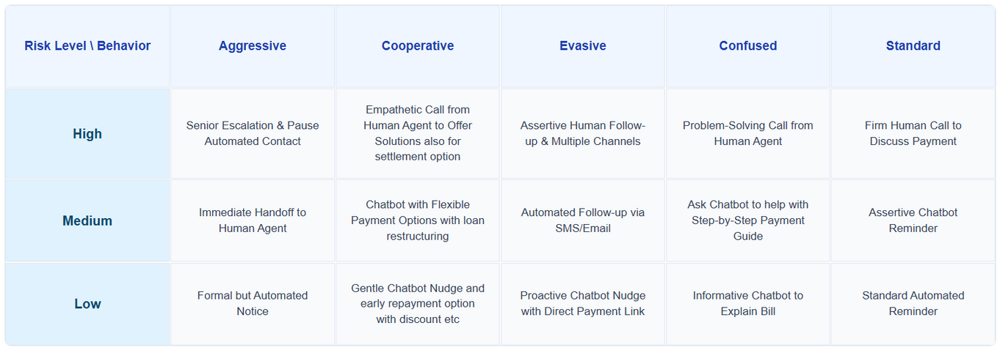 Risk Level \ Behavior
Aggressive
Cooperative
Evasive
Confused
Standard
High
Senior Escalation & Pause
Automated Contact
Empathetic Call from
Human Agent to Offer
Solutions also for
settlement option
Assertive Human Follow-
up & Multiple Channels
Problem-Solving Call from
Human Agent
Firm Human Call to
Discuss Payment
Medium
Immediate Handoff to
Human Agent
Chatbot with Flexible
Payment Options with loan
restructuring
Automated Follow-up via
SMS/Email
Ask Chatbot to help with
Step-by-Step Payment
Guide
Assertive Chatbot
Reminder
Low
Formal but Automated
Notice
Gentle Chatbot Nudge and
early repayment option
with discount etc
Proactive Chatbot Nudge
with Direct Payment Link
Informative Chatbot to
Explain Bill
Standard Automated
Reminder